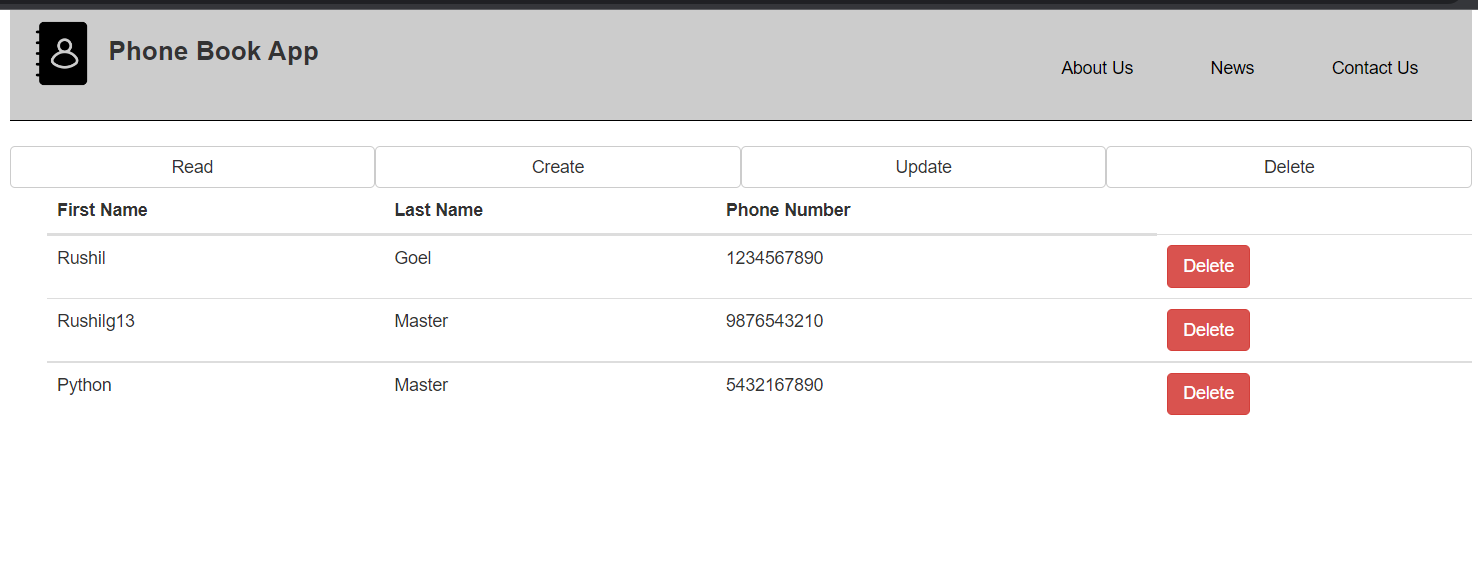 Phone Book App
About Us News Contact Us
Read Create Update Delete
First Name Last Name Phone Number
Rushil Goel 1234567890 Delete
Rushilg13 Master 9876543210 Delete
Python Master 5432167890 Delete